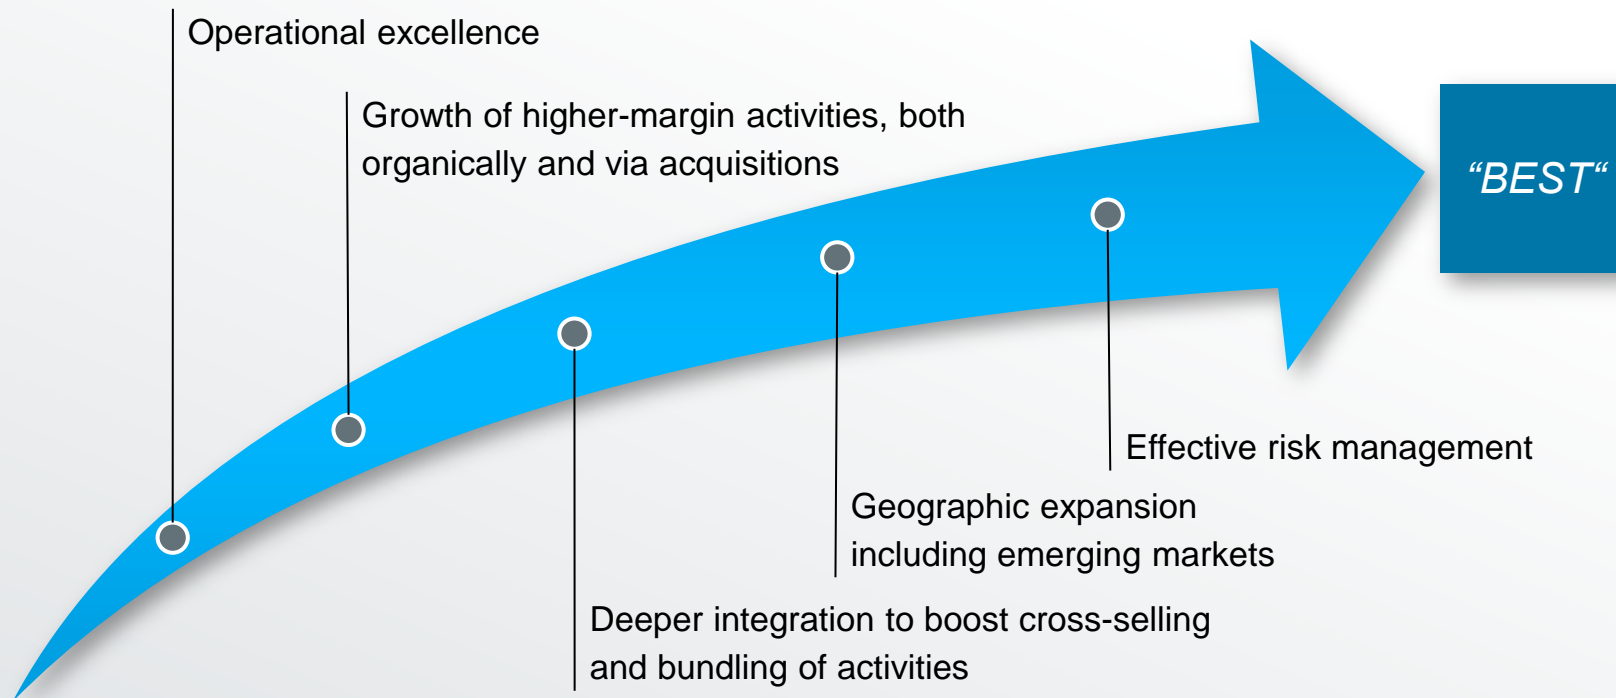 Operational excellence
Growth of higher-margin activities, both
organically and via acquisitions
“BEST“
Effective risk management
Geographic expansion
including emerging markets
Deeper integration to boost cross-selling
and bundling of activities